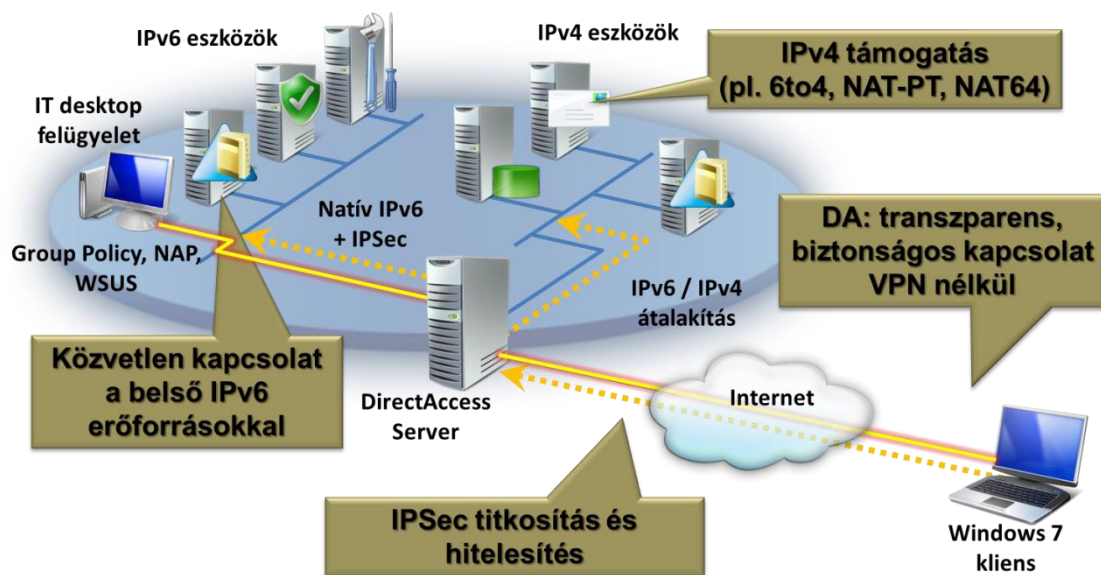 IPv6 eszközök
IPv4 eszközök
IPv4 támogatás
(pl. 6to4, NAT-PT, NAT64)
IT desktop
felügyelet
Natív IPv6
+ IPSec
Group Policy, NAP,
WSUS
DA: transzparens,
biztonságos kapcsolat
VPN nélkül
IPv6 / IPv4
átalakítás
Közvetlen kapcsolat
a belső IPv6
erőforrásokkal
DirectAccess
Server
Internet
IPSec titkosítás és
hitelesítés
Windows 7
kliens